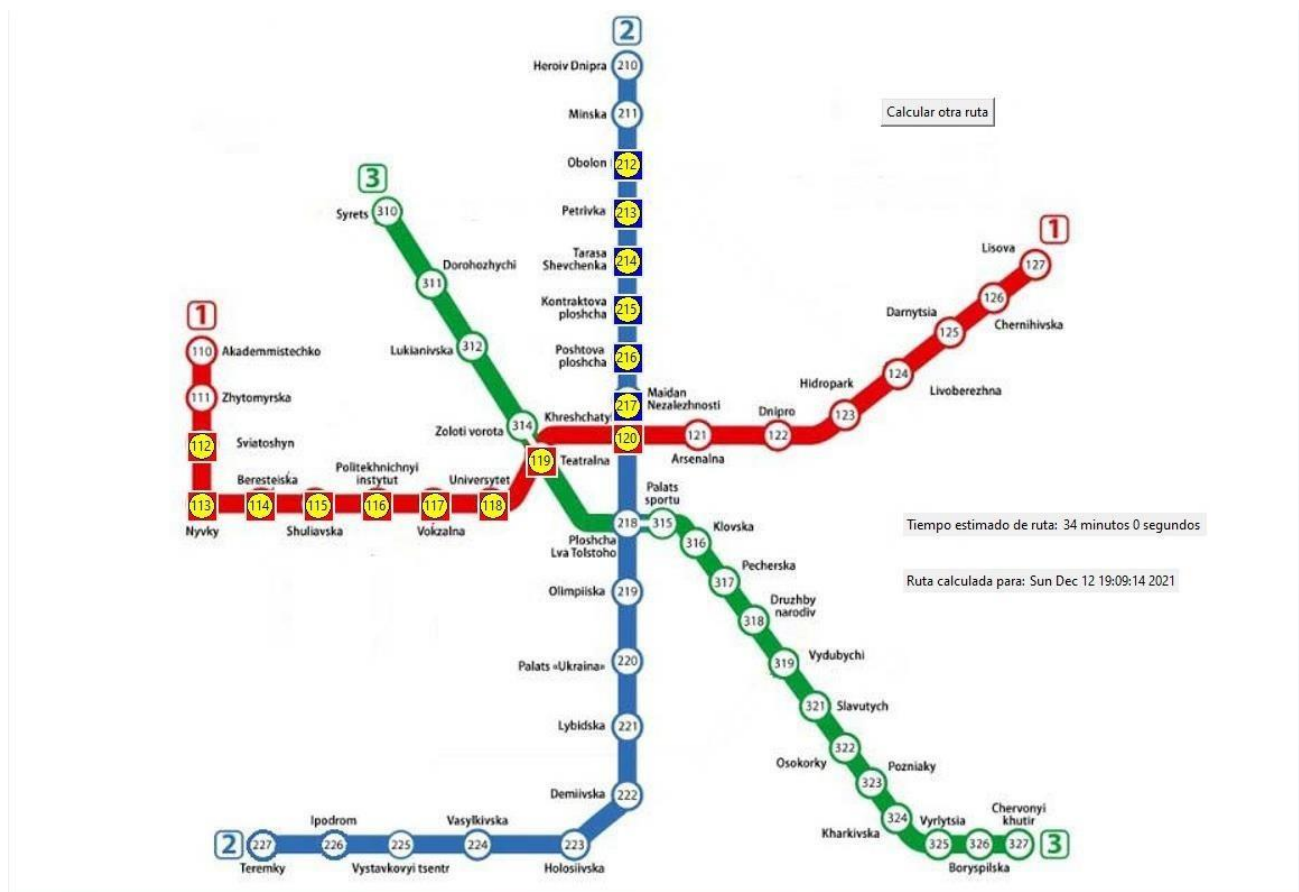 2
Heroiv Dnipra 210
Minska 211
Calcular otra ruta
Obolon 212
3
Syrets 310
Petrivka 213
1
Lisova 127
Tarasa
Shevchenka 214
Dorohozhychi
311
126
Chernihivska
1
Kontraktova
ploshcha 215
Darnytsia 125
110 Akademmistechko
Lukianivska 312
Poshtova
ploshcha 216
124
Livoberezhna
111 Zhytomyrska
Hidropark
123
Maidan
Nezalezhnosti
217
Khreshchaty
120
Dnipro
122
Zoloti vorota 314
112 Sviatoshyn
121
Arsenalna
119 Teatralna
Politekhnichnyi
instytut
Beresteiska
Universytet
113 114 115 116 117 118
Nyvky
Shuliavska
Vokzalna
Palats
sportu
218 315
Ploshcha
Lva Tolstoho
Klovska
316
Tiempo estimado de ruta: 34 minutos 0 segundos
Pecherska
317
Ruta calculada para: Sun Dec 12 19:09:14 2021
Olimpiiska 219
Druzhby
narodiv
318
Palats «Ukraina» 220
Vydubychi
319
Lybidska 221
321 Slavutych
322
Osokorky
Pozniaky
323
Demiivska 222
Kharkivska 324
Vyrlytsia
Chervonyi
khutir
Ipodrom
Vasylkivska
2 227 226 225 224 223
325 326 327 3
Teremky
Vystavkovyi tsentr
Holosiivska
Boryspilska